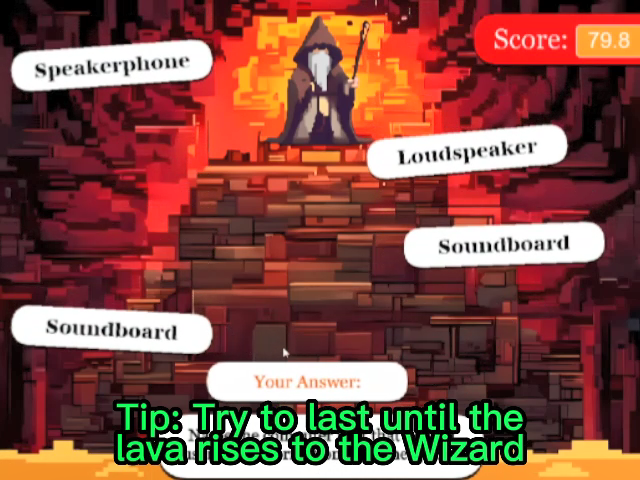 Score: 79.8
Speakerphone
Loudspeaker
Soundboard
Soundboard
Your Answer:
Tip: Try to last until the
lava rises to the Wizard